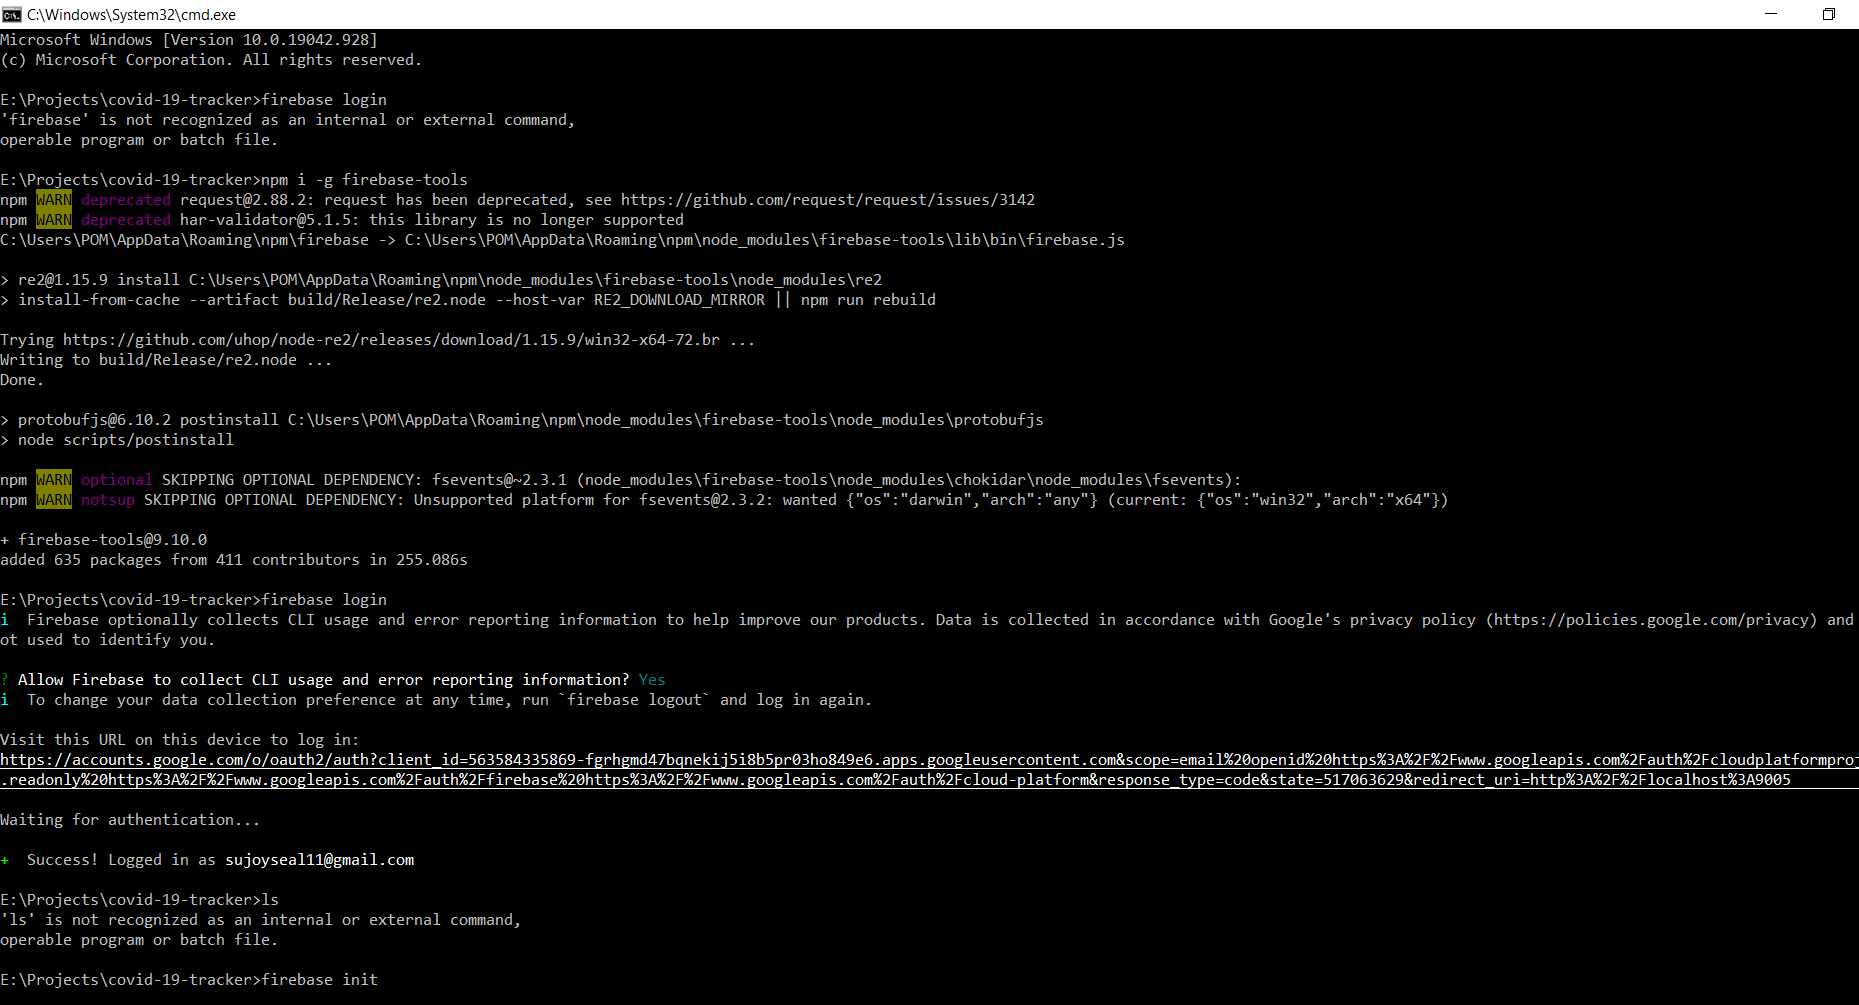 C:\Windows\System32\cmd.exe
Microsoft Windows [Version 10.0.19042.928]
(c) Microsoft Corporation. All rights reserved.
E:\Projects\covid-19-tracker>firebase login
'firebase' is not recognized as an internal or external command,
operable program or batch file.
E:\Projects\covid-19-tracker>npm i -g firebase-tools
npm WARN deprecated request@2.88.2: request has been deprecated, see https://github.com/request/request/issues/3142
npm WARN deprecated har-validator@5.1.5: this library is no longer supported
C:\Users\POM\AppData\Roaming\npm\firebase -> C:\Users\POM\AppData\Roaming\npm\node_modules\firebase-tools\lib\bin\firebase.js
> re2@1.15.9 install C:\Users\POM\AppData\Roaming\npm\node_modules\firebase-tools\node_modules\re2
> install-from-cache --artifact build/Release/re2.node --host-var RE2_DOWNLOAD_MIRROR || npm run rebuild
Trying https://github.com/uhop/node-re2/releases/download/1.15.9/win32-x64-72.br ...
Writing to build/Release/re2.node ...
Done.
> protobufjs@6.10.2 postinstall C:\Users\POM\AppData\Roaming\npm\node_modules\firebase-tools\node_modules\protobufjs
> node scripts/postinstall
npm WARN optional SKIPPING OPTIONAL DEPENDENCY: fsevents@~2.3.1 (node_modules\firebase-tools\node_modules\chokidar\node_modules\fsevents):
npm WARN notsup SKIPPING OPTIONAL DEPENDENCY: Unsupported platform for fsevents@2.3.2: wanted {"os":"darwin","arch":"any"} (current: {"os":"win32","arch":"x64"})
+ firebase-tools@9.10.0
added 635 packages from 411 contributors in 255.086s
E:\Projects\covid-19-tracker>firebase login
i  Firebase optionally collects CLI usage and error reporting information to help improve our products. Data is collected in accordance with Google's privacy policy (https://policies.google.com/privacy) and
ot used to identify you.
? Allow Firebase to collect CLI usage and error reporting information? Yes
i  To change your data collection preference at any time, run `firebase logout` and log in again.
Visit this URL on this device to log in:
https://accounts.google.com/o/oauth2/auth?client_id=563584335869-fgrhgmd47bqnekij5i8b5pr03ho849e6.apps.googleusercontent.com&scope=email%20openid%20https%3A%2F%2Fwww.googleapis.com%2Fauth%2Fcloudplatformproj
.readonly%20https%3A%2F%2Fwww.googleapis.com%2Fauth%2Ffirebase%20https%3A%2F%2Fwww.googleapis.com%2Fauth%2Fcloud-platform&response_type=code&state=517063629&redirect_uri=http%3A%2F%2Flocalhost%3A9005
Waiting for authentication...
+  Success! Logged in as sujoyseal11@gmail.com
E:\Projects\covid-19-tracker>ls
'ls' is not recognized as an internal or external command,
operable program or batch file.
E:\Projects\covid-19-tracker>firebase init